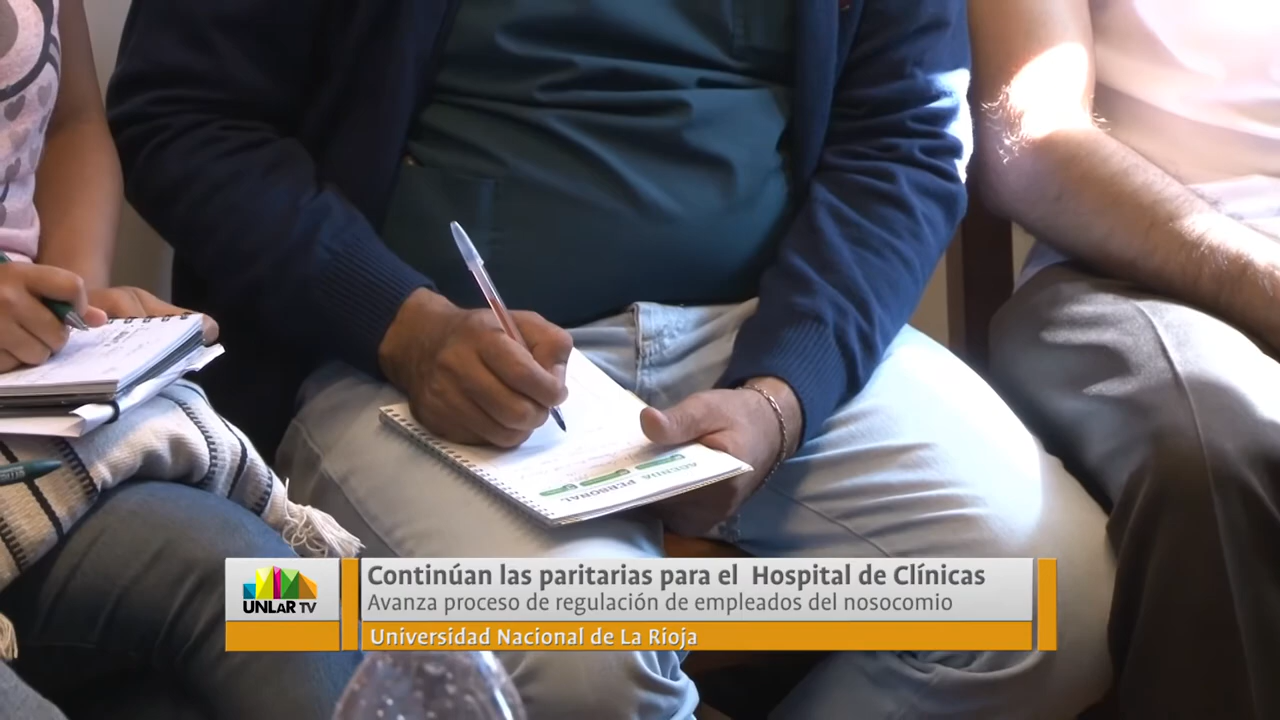 AGENDA PERSONAL
UNLAR TV
Continúan las paritarias para el Hospital de Clínicas
Avanza proceso de regulación de empleados del nosocomio
Universidad Nacional de La Rioja